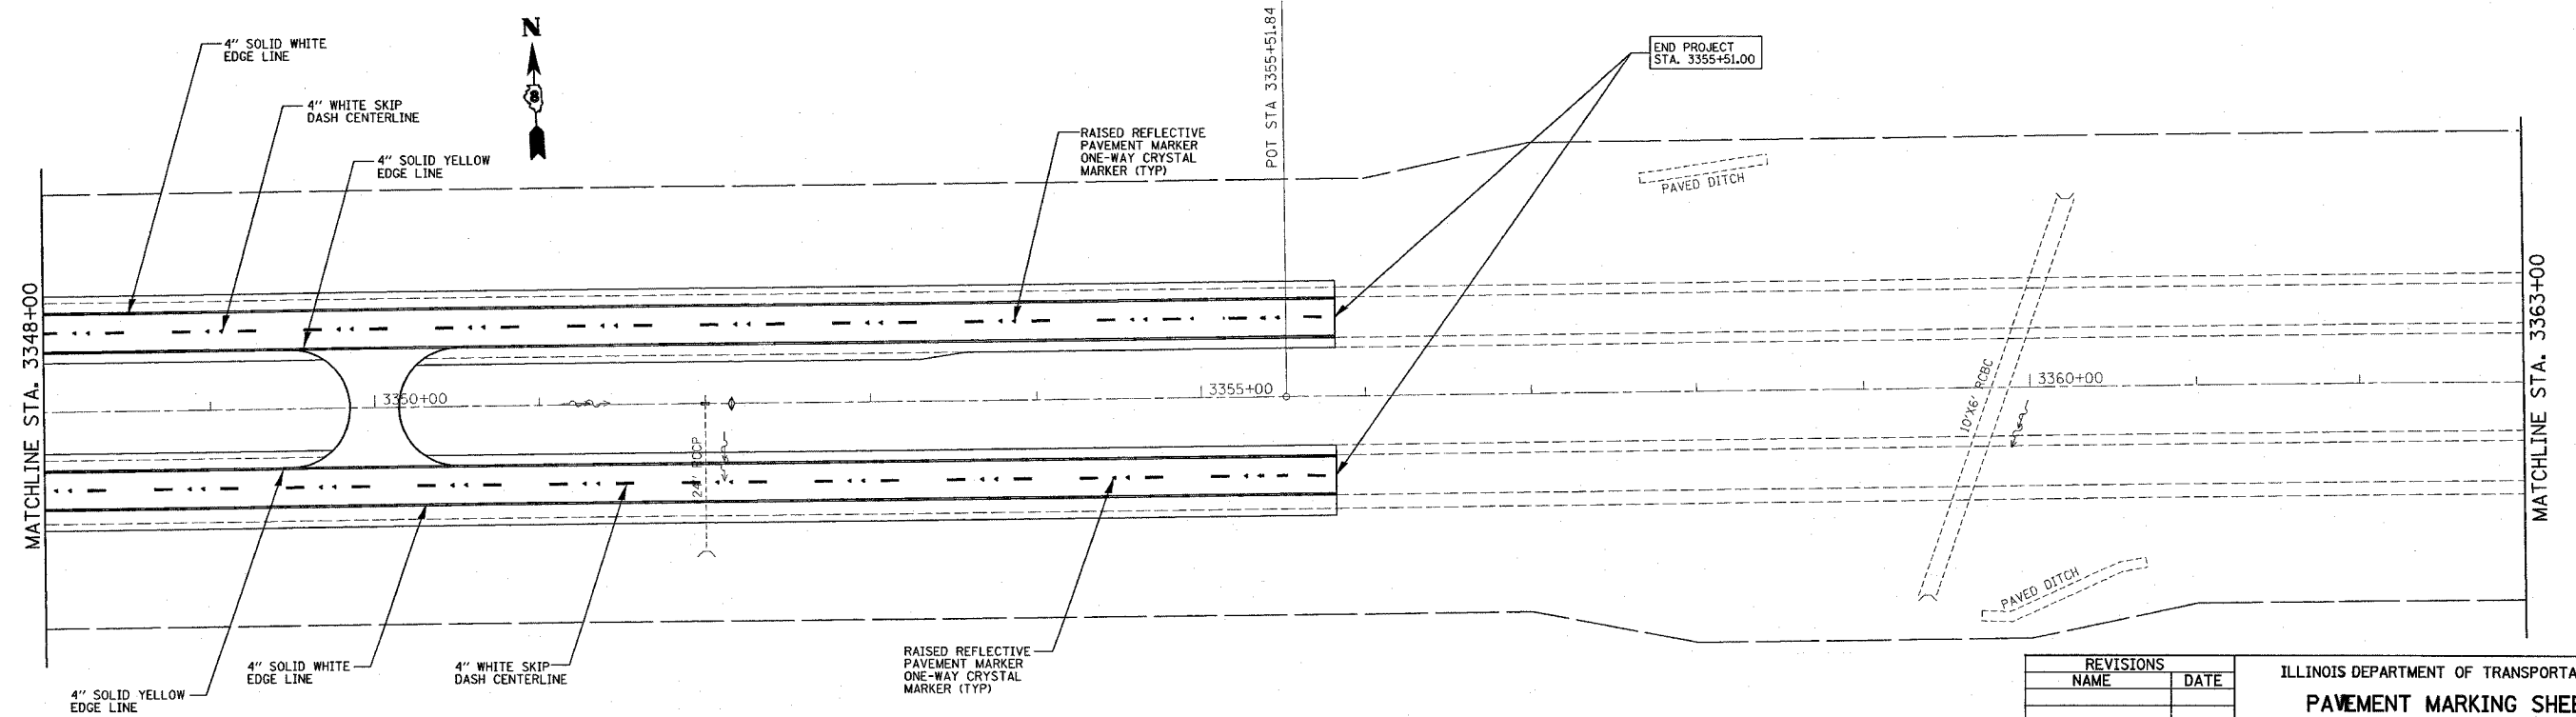 4" SOLID WHITE
EDGE LINE
N
4" WHITE SKIP
DASH CENTERLINE
8
4" SOLID YELLOW
EDGE LINE
RAISED REFLECTIVE
PAVEMENT MARKER
ONE-WAY CRYSTAL
MARKER (TYP)
POT STA 3355+51.84
END PROJECT
STA. 3355+51.00
PAVED DITCH
MATCHLINE STA. 3348+00
3350+00
3355+00
3360+00
10'X6' RCBC
MATCHLINE STA. 3363+00
24" RCCP
PAVED DITCH
4" SOLID YELLOW
EDGE LINE
4" SOLID WHITE
EDGE LINE
4" WHITE SKIP
DASH CENTERLINE
RAISED REFLECTIVE
PAVEMENT MARKER
ONE-WAY CRYSTAL
MARKER (TYP)
REVISIONS
NAME DATE
ILLINOIS DEPARTMENT OF TRANSPORTA
PAVEMENT MARKING SHE